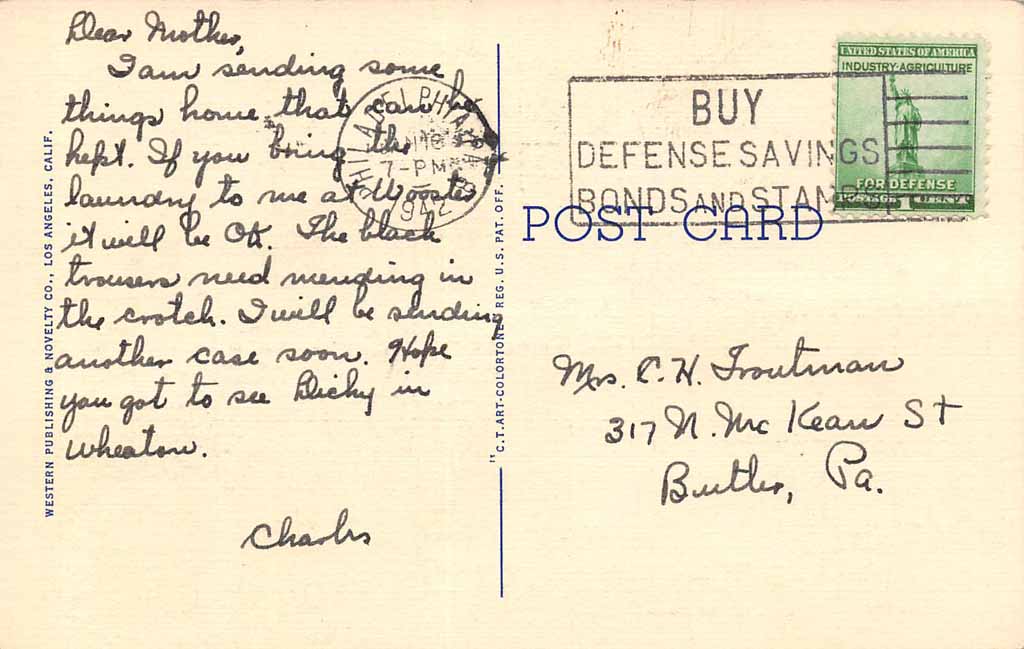 Dear Mother,
I am sending some
things home that can be
kept. If you bring the
laundry to me at Wooster
it will be OK. The black
trousers need mending in
the crotch. I will be sending
another case soon. Hope
you got to see Dicky in
Wheaton.
Charles
WESTERN PUBLISHING & NOVELTY CO., LOS ANGELES, CALIF.
"C.T. ART-COLORTONE" REG. U.S. PAT. OFF.
PHILADELPHIA, PA.
7-PM
1942
BUY
DEFENSE SAVINGS
BONDS AND STAMPS
UNITED STATES OF AMERICA
INDUSTRY·AGRICULTURE
FOR DEFENSE
POSTAGE 1¢
POST CARD
Mrs. C. H. Troutman
317 N. Mc Kean St
Butler, Pa.